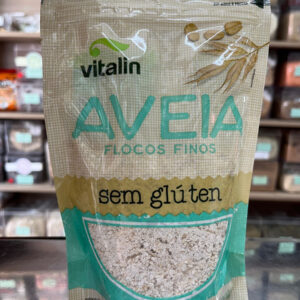 vitalin
AVEIA
FLOCOS FINOS
sem glúten